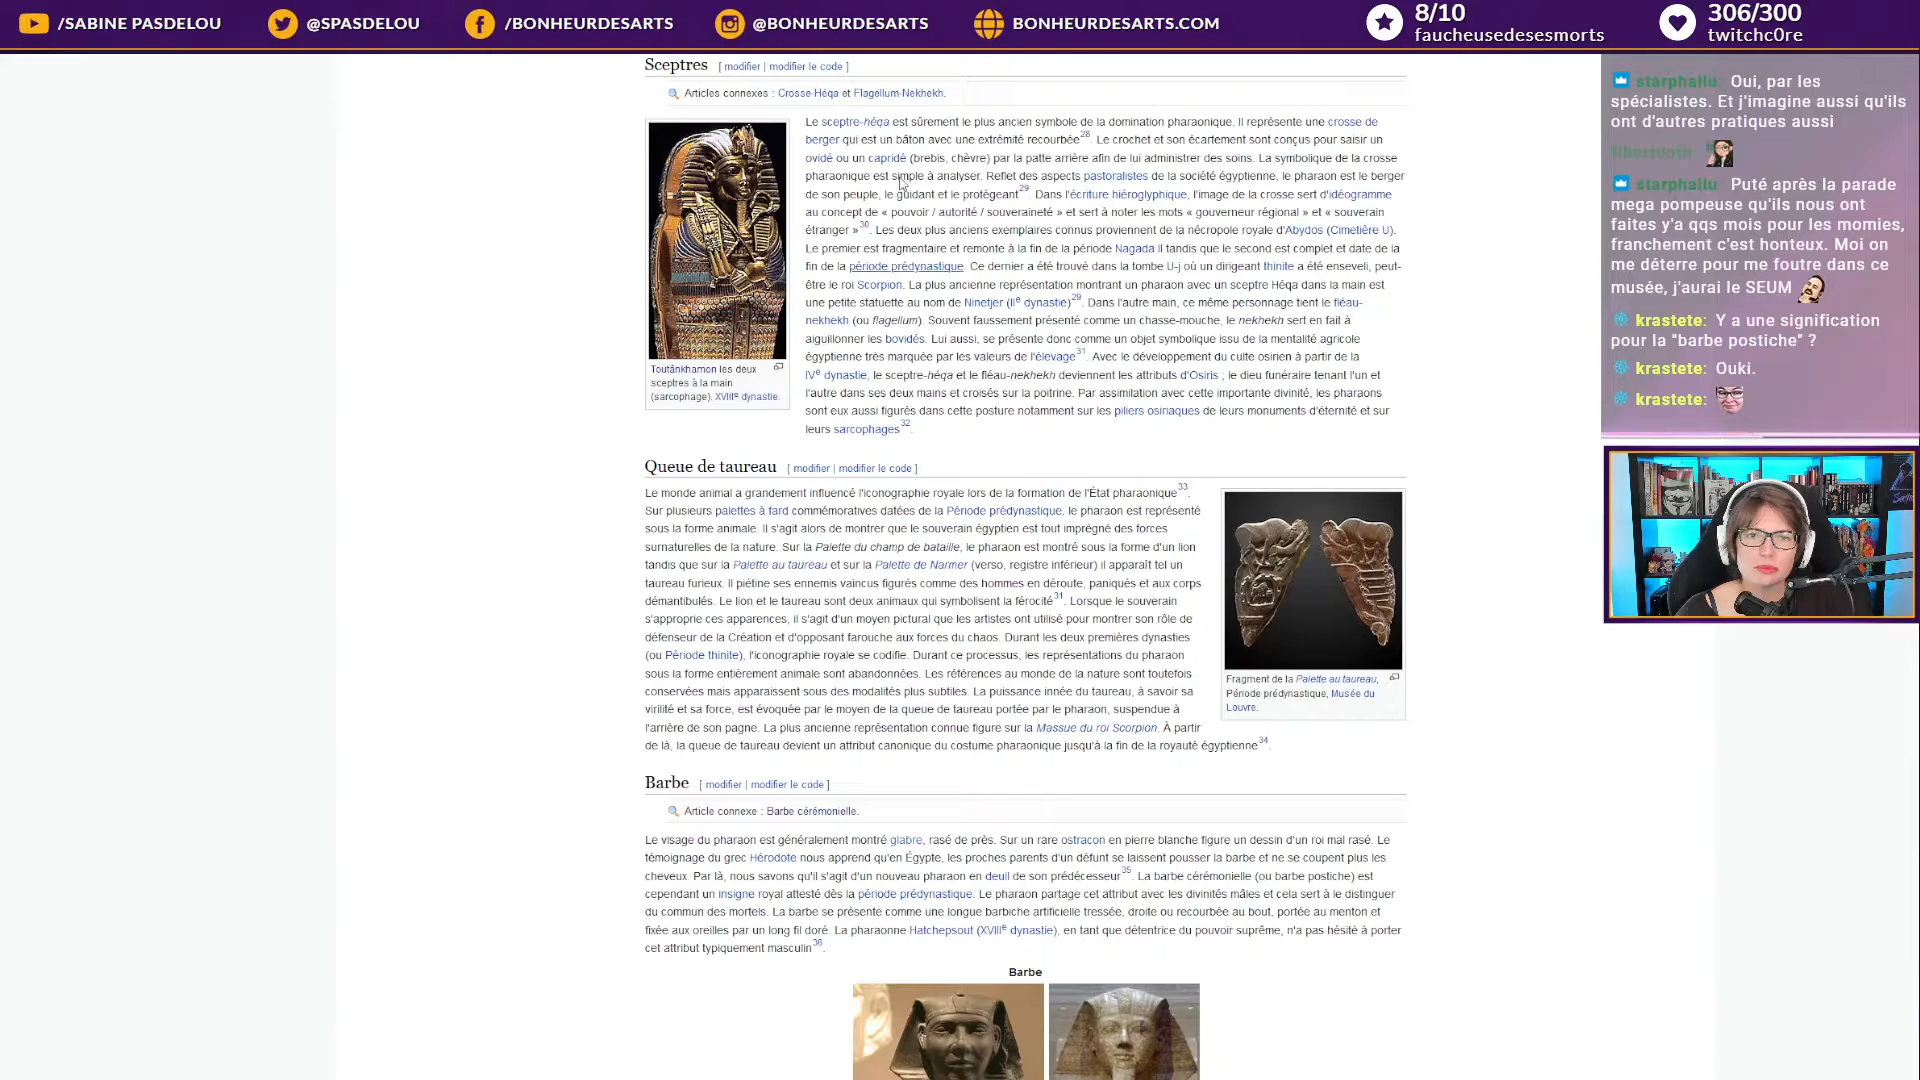 /SABINE PASDELOU
@SPASDELOU
/BONHEURDESARTS
@BONHEURDESARTS
BONHEURDESARTS.COM
8/10
faucheusedesesmorts
306/300
twitchc0re
Sceptres [ modifier | modifier le code ]
Articles connexes : Crosse-Héqa et Flagellum-Nekhekh.
Le sceptre-héqa est sûrement le plus ancien symbole de la domination pharaonique. Il représente une crosse de
berger qui est un bâton avec une extrémité recourbée28. Le crochet et son écartement sont conçus pour saisir un
ovidé ou un capridé (brebis, chèvre) par la patte arrière afin de lui administrer des soins. La symbolique de la crosse
pharaonique est simple à analyser. Reflet des aspects pastoralistes de la société égyptienne, le pharaon est le berger
de son peuple, le guidant et le protégeant29. Dans l'écriture hiéroglyphique, l'image de la crosse sert d'idéogramme
au concept de « pouvoir / autorité / souveraineté » et sert à noter les mots « gouverneur régional » et « souverain
étranger »30. Les deux plus anciens exemplaires connus proviennent de la nécropole royale d'Abydos (Cimetière U).
Le premier est fragmentaire et remonte à la fin de la période Nagada II tandis que le second est complet et date de la
fin de la période prédynastique. Ce dernier a été trouvé dans la tombe U-j où un dirigeant thinite a été enseveli, peut-
être le roi Scorpion. La plus ancienne représentation montrant un pharaon avec un sceptre Héqa dans la main est
une petite statuette au nom de Ninetjer (IIe dynastie)29. Dans l'autre main, ce même personnage tient le fléau-
nekhekh (ou flagellum). Souvent faussement présenté comme un chasse-mouche, le nekhekh sert en fait à
aiguillonner les bovidés. Lui aussi, se présente donc comme un objet symbolique issu de la mentalité agricole
égyptienne très marquée par les valeurs de l'élevage31. Avec le développement du culte osirien à partir de la
IVe dynastie, le sceptre-héqa et le fléau-nekhekh deviennent les attributs d'Osiris ; le dieu funéraire tenant l'un et
l'autre dans ses deux mains et croisés sur la poitrine. Par assimilation avec cette importante divinité, les pharaons
sont eux aussi figurés dans cette posture notamment sur les piliers osiriaques de leurs monuments d'éternité et sur
leurs sarcophages32.
Toutânkhamon les deux
sceptres à la main
(sarcophage). XVIIIe dynastie.
Queue de taureau [ modifier | modifier le code ]
Le monde animal a grandement influencé l'iconographie royale lors de la formation de l'État pharaonique33.
Sur plusieurs palettes à fard commémoratives datées de la Période prédynastique, le pharaon est représenté
sous la forme animale. Il s'agit alors de montrer que le souverain égyptien est tout imprégné des forces
surnaturelles de la nature. Sur la Palette du champ de bataille, le pharaon est montré sous la forme d'un lion
tandis que sur la Palette au taureau et sur la Palette de Narmer (verso, registre inférieur) il apparaît tel un
taureau furieux. Il piétine ses ennemis vaincus figurés comme des hommes en déroute, paniqués et aux corps
démantibulés. Le lion et le taureau sont deux animaux qui symbolisent la férocité31. Lorsque le souverain
s'approprie ces apparences, il s'agit d'un moyen pictural que les artistes ont utilisé pour montrer son rôle de
défenseur de la Création et d'opposant farouche aux forces du chaos. Durant les deux premières dynasties
(ou Période thinite), l'iconographie royale se codifie. Durant ce processus, les représentations du pharaon
sous la forme entièrement animale sont abandonnées. Les références au monde de la nature sont toutefois
conservées mais apparaissent sous des modalités plus subtiles. La puissance innée du taureau, à savoir sa
virilité et sa force, est évoquée par le moyen de la queue de taureau portée par le pharaon, suspendue à
l'arrière de son pagne. La plus ancienne représentation connue figure sur la Massue du roi Scorpion. À partir
de là, la queue de taureau devient un attribut canonique du costume pharaonique jusqu'à la fin de la royauté égyptienne34.
Fragment de la Palette au taureau,
Période prédynastique, Musée du
Louvre.
Barbe [ modifier | modifier le code ]
Article connexe : Barbe cérémonielle.
Le visage du pharaon est généralement montré glabre, rasé de près. Sur un rare ostracon en pierre blanche figure un dessin d'un roi mal rasé. Le
témoignage du grec Hérodote nous apprend qu'en Égypte, les proches parents d'un défunt se laissent pousser la barbe et ne se coupent plus les
cheveux. Par là, nous savons qu'il s'agit d'un nouveau pharaon en deuil de son prédécesseur35. La barbe cérémonielle (ou barbe postiche) est
cependant un insigne royal attesté dès la période prédynastique. Le pharaon partage cet attribut avec les divinités mâles et cela sert à le distinguer
du commun des mortels. La barbe se présente comme une longue barbiche artificielle tressée, droite ou recourbée au bout, portée au menton et
fixée aux oreilles par un long fil doré. La pharaonne Hatchepsout (XVIIIe dynastie), en tant que détentrice du pouvoir suprême, n'a pas hésité à porter
cet attribut typiquement masculin36.
Barbe
starphallu Oui, par les
spécialistes. Et j'imagine aussi qu'ils
ont d'autres pratiques aussi
starphallu Puté après la parade
mega pompeuse qu'ils nous ont
faites y'a qqs mois pour les momies,
franchement c'est honteux. Moi on
me déterre pour me foutre dans ce
musée, j'aurai le SEUM
krastete: Y a une signification
pour la "barbe postiche" ?
krastete: Ouki.
krastete: